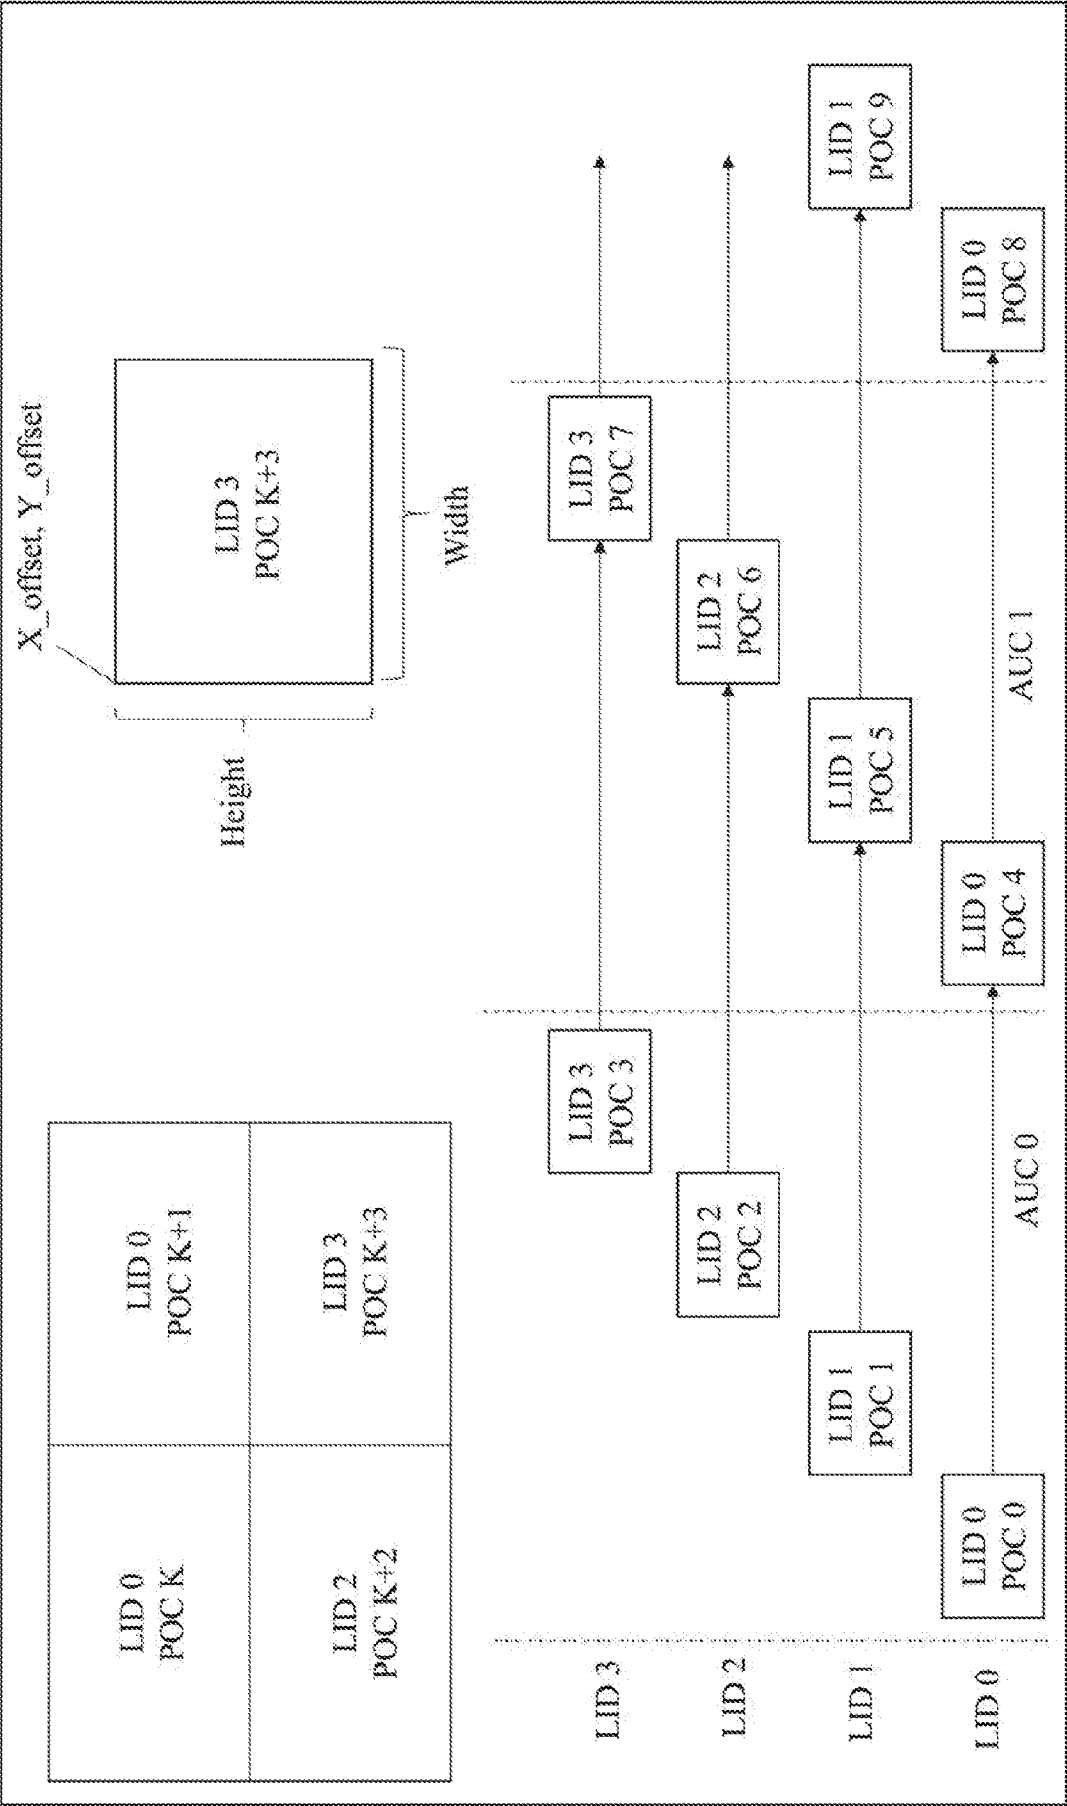 LID 0
POC K
LID 0
POC K+1
LID 2
POC K+2
LID 3
POC K+3
X_offset, Y_offset
Height
LID 3
POC K+3
Width
LID 3
LID 3
POC 3
LID 3
POC 7
LID 2
LID 2
POC 2
LID 2
POC 6
LID 1
LID 1
POC 1
LID 1
POC 5
LID 1
POC 9
LID 0
LID 0
POC 0
LID 0
POC 4
LID 0
POC 8
AUC 0
AUC 1